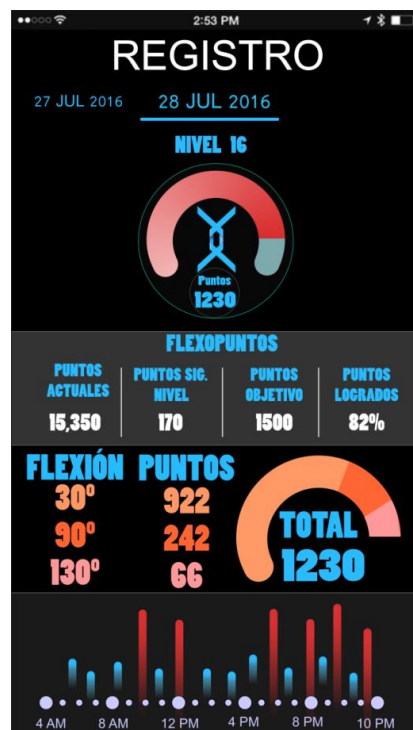 2:53 PM
REGISTRO
27 JUL 2016 28 JUL 2016
NIVEL 16
Puntos
1230
FLEXOPUNTOS
PUNTOS ACTUALES
15,350
PUNTOS SIG. NIVEL
170
PUNTOS OBJETIVO
1500
PUNTOS LOGRADOS
82%
FLEXIÓN PUNTOS
30º 922
90º 242
130º 66
TOTAL
1230
4 AM 8 AM 12 PM 4 PM 8 PM 10 PM